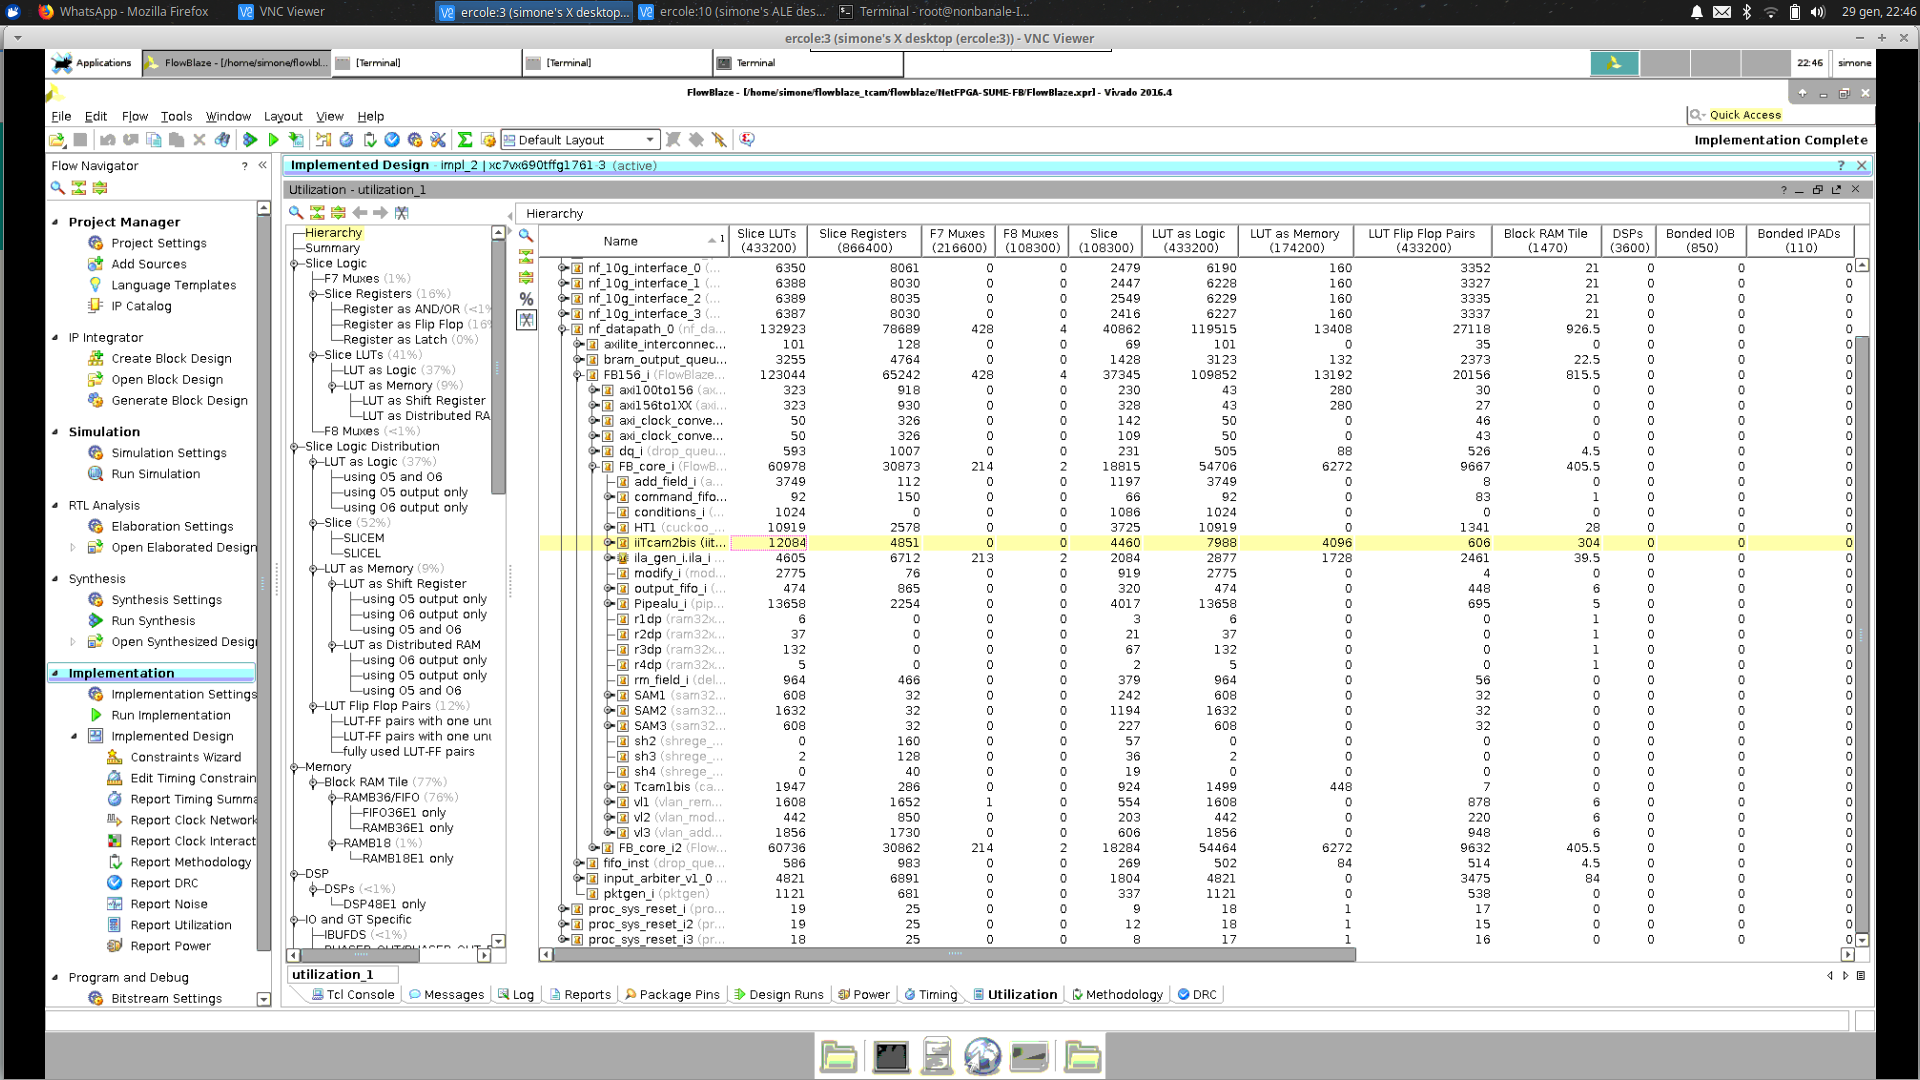 WhatsApp - Mozilla Firefox
VNC Viewer
ercole:3 (simone's X desktop...
ercole:10 (simone's ALE des...
Terminal - root@nonbanale-l...
29 gen, 22:46
ercole:3 (simone's X desktop (ercole:3)) - VNC Viewer
Applications
FlowBlaze - [/home/simone/flowbl...
[Terminal]
[Terminal]
Terminal
22:46
simone
FlowBlaze - [/home/simone/flowblaze_tcam/flowblaze/NetFPGA-SUME-FB/FlowBlaze.xpr] - Vivado 2016.4
File Edit Flow Tools Window Layout View Help
Quick Access
Default Layout
Implementation Complete
Flow Navigator
Project Manager
Project Settings
Add Sources
Language Templates
IP Catalog
IP Integrator
Create Block Design
Open Block Design
Generate Block Design
Simulation
Simulation Settings
Run Simulation
RTL Analysis
Elaboration Settings
Open Elaborated Design
Synthesis
Synthesis Settings
Run Synthesis
Open Synthesized Design
Implementation
Implementation Settings
Run Implementation
Implemented Design
Constraints Wizard
Edit Timing Constrain
Report Timing Summa
Report Clock Network
Report Clock Interact
Report Methodology
Report DRC
Report Noise
Report Utilization
Report Power
Program and Debug
Bitstream Settings
Implemented Design - impl_2 | xc7vx690tffg1761-3 (active)
Utilization - utilization_1
Hierarchy
Summary
Slice Logic
F7 Muxes (1%)
Slice Registers (16%)
Register as AND/OR (<1%
Register as Flip Flop (16%
Register as Latch (0%)
Slice LUTs (41%)
LUT as Logic (37%)
LUT as Memory (9%)
LUT as Shift Register
LUT as Distributed RA
F8 Muxes (<1%)
Slice Logic Distribution
LUT as Logic (37%)
using O5 and O6
using O5 output only
using O6 output only
Slice (52%)
SLICEM
SLICEL
LUT as Memory (9%)
LUT as Shift Register
using O5 output only
using O6 output only
using O5 and O6
LUT as Distributed RAM
using O6 output only
using O5 output only
using O5 and O6
LUT Flip Flop Pairs (12%)
LUT-FF pairs with one unu
LUT-FF pairs with one unu
fully used LUT-FF pairs
Memory
Block RAM Tile (77%)
RAMB36/FIFO (76%)
FIFO36E1 only
RAMB36E1 only
RAMB18 (1%)
RAMB18E1 only
DSP
DSPs (<1%)
DSP48E1 only
IO and GT Specific
IBUFDS (<1%)
Hierarchy
Name 1 Slice LUTs (433200) Slice Registers (866400) F7 Muxes (216600) F8 Muxes (108300) Slice (108300) LUT as Logic (433200) LUT as Memory (174200) LUT Flip Flop Pairs (433200) Block RAM Tile (1470) DSPs (3600) Bonded IOB (850) Bonded IPADs (110)
nf_10g_interface_0 (... 6350 8061 0 0 2479 6190 160 3352 21 0 0 0
nf_10g_interface_1 (... 6388 8030 0 0 2447 6228 160 3327 21 0 0 0
nf_10g_interface_2 (... 6389 8035 0 0 2549 6229 160 3335 21 0 0 0
nf_10g_interface_3 (... 6387 8030 0 0 2416 6227 160 3337 21 0 0 0
nf_datapath_0 (nf_da... 132923 78689 428 4 40862 119515 13408 27118 926.5 0 0 0
axilite_interconnec... 101 128 0 0 69 101 0 35 0 0 0 0
bram_output_queu... 3255 4764 0 0 1428 3123 132 2373 22.5 0 0 0
FB156_i (FlowBlaze... 123044 65242 428 4 37345 109852 13192 20156 815.5 0 0 0
axi100to156 (ax... 323 918 0 0 230 43 280 30 0 0 0 0
axi156to1XX (axi... 323 930 0 0 328 43 280 27 0 0 0 0
axi_clock_conve... 50 326 0 0 142 50 0 46 0 0 0 0
axi_clock_conve... 50 326 0 0 109 50 0 43 0 0 0 0
dq_i (drop_queu... 593 1007 0 0 231 505 88 526 4.5 0 0 0
FB_core_i (FlowB... 60978 30873 214 2 18815 54706 6272 9667 405.5 0 0 0
add_field_i (a... 3749 112 0 0 1197 3749 0 8 0 0 0 0
command_fifo... 92 150 0 0 66 92 0 83 1 0 0 0
conditions_i (... 1024 0 0 0 1086 1024 0 0 0 0 0 0
HT1 (cuckoo_... 10919 2578 0 0 3725 10919 0 1341 28 0 0 0
iiTcam2bis (iit... 12084 4851 0 0 4460 7988 4096 606 304 0 0 0
ila_gen_i.ila_i ... 4605 6712 213 2 2084 2877 1728 2461 39.5 0 0 0
modify_i (mod... 2775 76 0 0 919 2775 0 4 0 0 0 0
output_fifo_i (... 474 865 0 0 320 474 0 448 6 0 0 0
Pipealu_i (pip... 13658 2254 0 0 4017 13658 0 695 5 0 0 0
r1dp (ram32x... 6 0 0 0 3 6 0 0 1 0 0 0
r2dp (ram32x... 37 0 0 0 21 37 0 0 1 0 0 0
r3dp (ram32x... 132 0 0 0 67 132 0 0 1 0 0 0
r4dp (ram32x... 5 0 0 0 2 5 0 0 1 0 0 0
rm_field_i (del... 964 466 0 0 379 964 0 56 0 0 0 0
SAM1 (sam32... 608 32 0 0 242 608 0 32 0 0 0 0
SAM2 (sam32... 1632 32 0 0 1194 1632 0 32 0 0 0 0
SAM3 (sam32... 608 32 0 0 227 608 0 32 0 0 0 0
sh2 (shrege_... 0 160 0 0 57 0 0 0 0 0 0 0
sh3 (shrege_... 2 128 0 0 36 2 0 0 0 0 0 0
sh4 (shrege_... 0 40 0 0 19 0 0 0 0 0 0 0
Tcam1bis (ca... 1947 286 0 0 924 1499 448 7 0 0 0 0
vl1 (vlan_rem... 1608 1652 1 0 554 1608 0 878 6 0 0 0
vl2 (vlan_mod... 442 850 0 0 203 442 0 220 6 0 0 0
vl3 (vlan_add... 1856 1730 0 0 606 1856 0 948 6 0 0 0
FB_core_i2 (Flow... 60736 30862 214 2 18284 54464 6272 9632 405.5 0 0 0
fifo_inst (drop_que... 586 983 0 0 269 502 84 514 4.5 0 0 0
input_arbiter_v1_0 ... 4821 6891 0 0 1804 4821 0 3475 84 0 0 0
pktgen_i (pktgen) 1121 681 0 0 337 1121 0 538 0 0 0 0
proc_sys_reset_i (pro... 19 25 0 0 9 18 1 17 0 0 0 0
proc_sys_reset_i2 (pr... 19 25 0 0 12 18 1 15 0 0 0 0
proc_sys_reset_i3 (pr... 18 25 0 0 8 17 1 16 0 0 0 0
utilization_1
Tcl Console Messages Log Reports Package Pins Design Runs Power Timing Utilization Methodology DRC